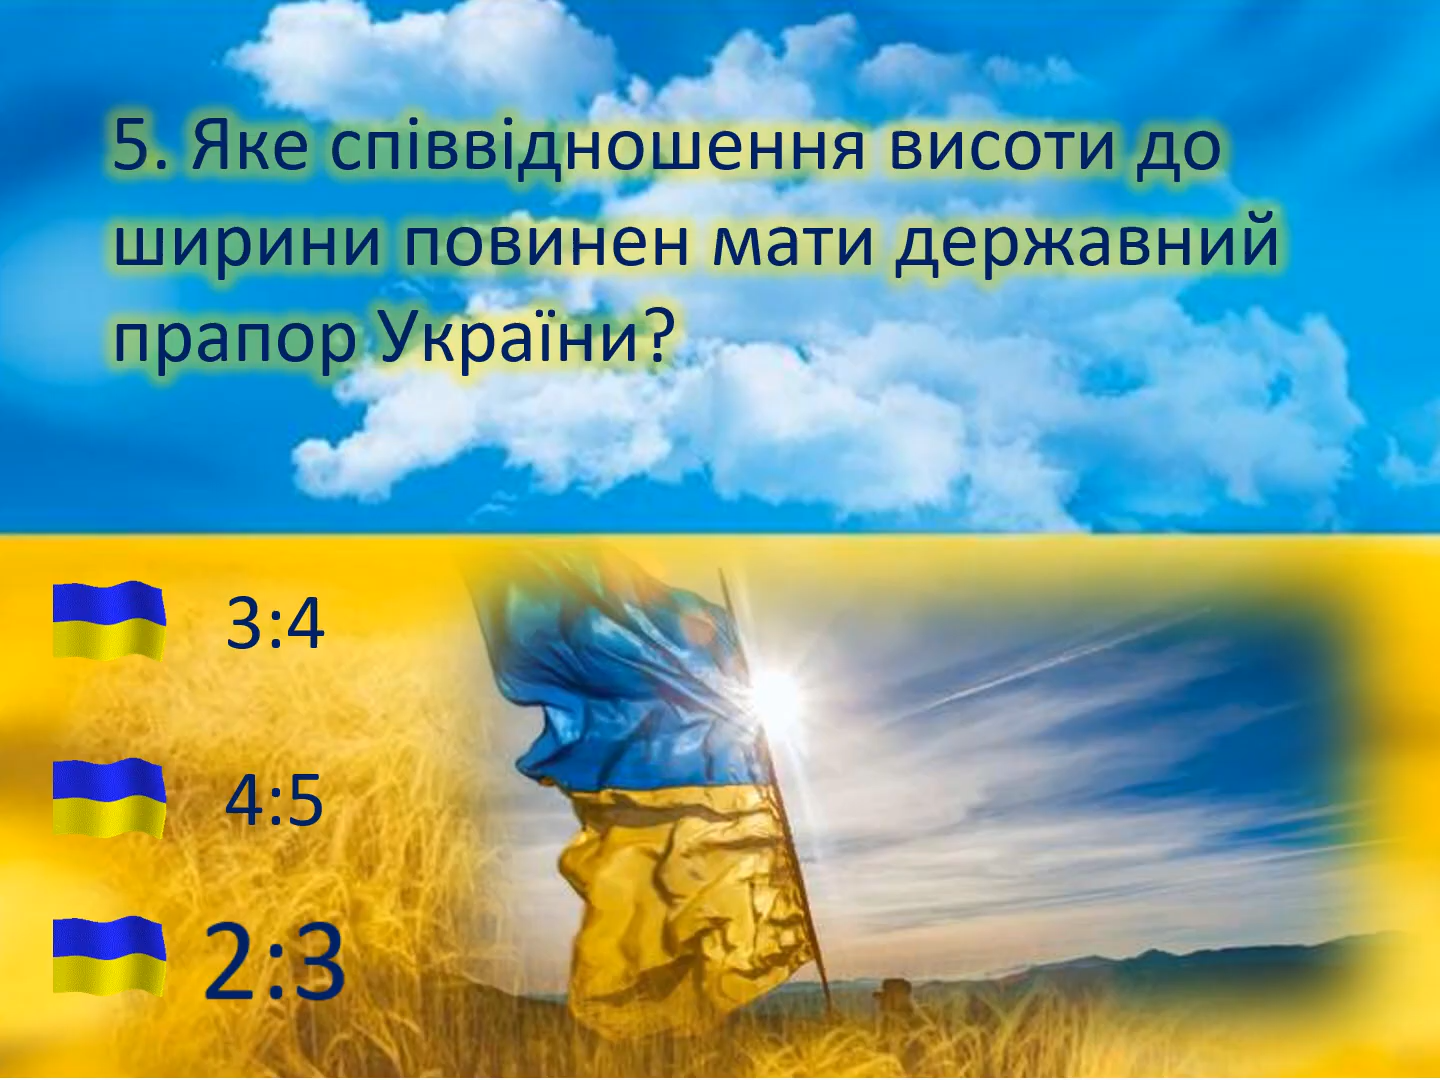 5. Яке співвідношення висоти до
ширини повинен мати державний
прапор України?
3:4
4:5
2:3